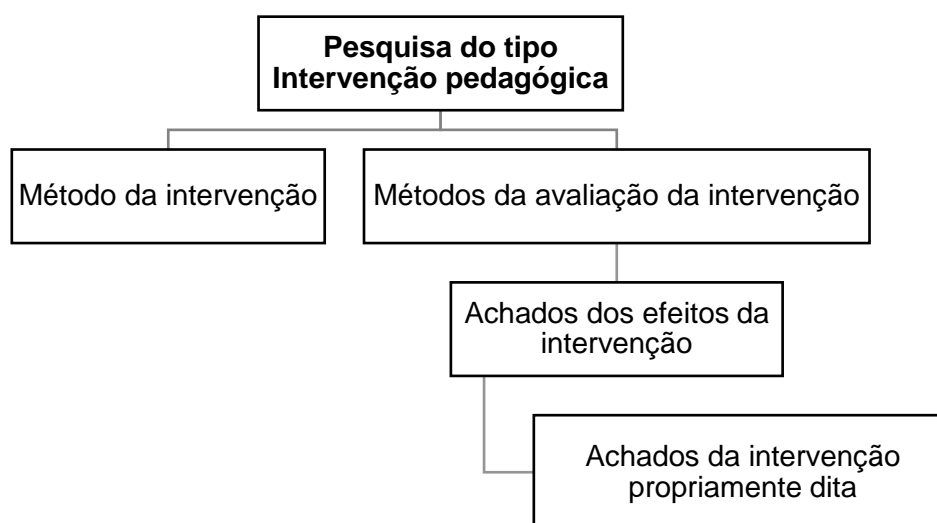 Pesquisa do tipo
Intervenção pedagógica
Método da intervenção
Métodos da avaliação da intervenção
Achados dos efeitos da
intervenção
Achados da intervenção
propriamente dita